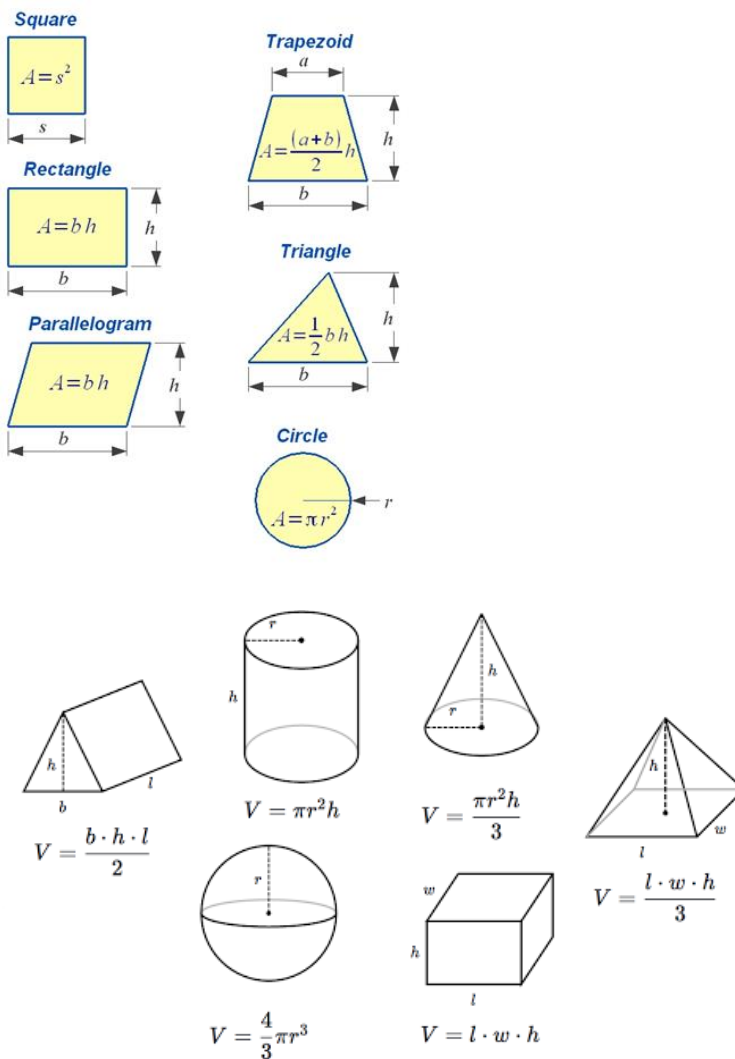 Square
A = s²
s
Rectangle
A = b h
h
b
Parallelogram
A = b h
h
b
Trapezoid
a
A = (a+b)/2 h
h
b
Triangle
A = 1/2 b h
h
b
Circle
r
A = π r²
h
b
l
V = b · h · l / 2
r
h
V = πr²h
h
r
V = πr²h / 3
h
w
l
V = l · w · h / 3
r
V = 4/3 πr³
w
h
l
V = l · w · h